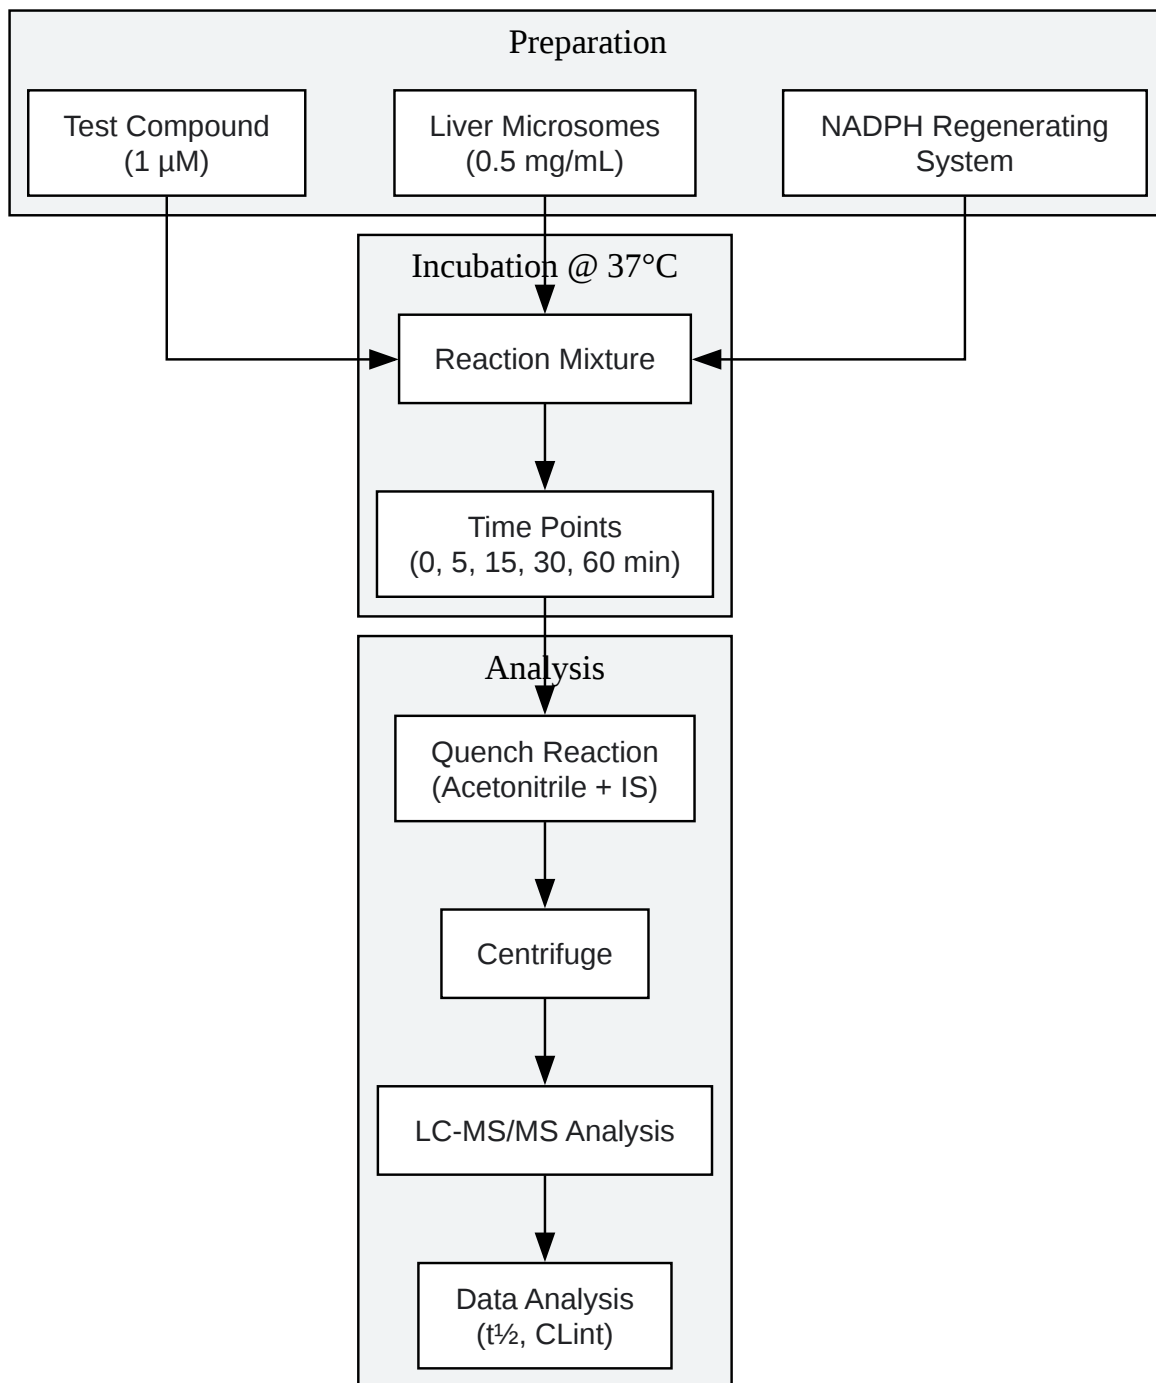 Preparation
Test Compound
(1 µM)
Liver Microsomes
(0.5 mg/mL)
NADPH Regenerating
System
Incubation @ 37°C
Reaction Mixture
Time Points
(0, 5, 15, 30, 60 min)
Analysis
Quench Reaction
(Acetonitrile + IS)
Centrifuge
LC-MS/MS Analysis
Data Analysis
(t½, CLint)